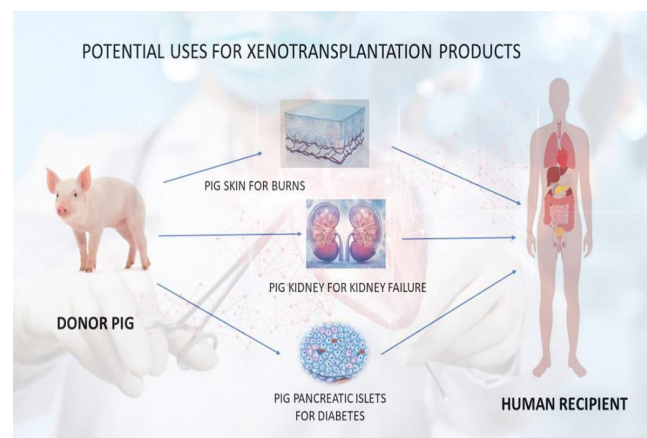 POTENTIAL USES FOR XENOTRANSPLANTATION PRODUCTS
PIG SKIN FOR BURNS
PIG KIDNEY FOR KIDNEY FAILURE
DONOR PIG
PIG PANCREATIC ISLETS
FOR DIABETES
HUMAN RECIPIENT